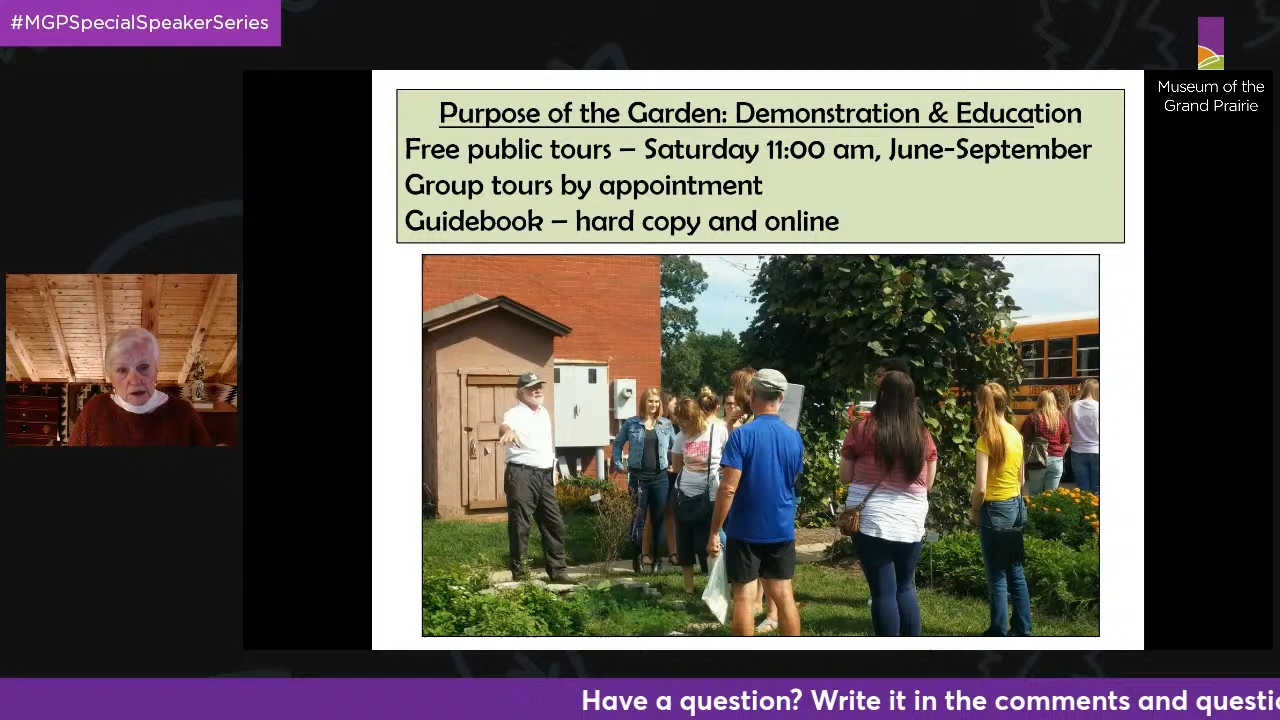 #MGPSpecialSpeakerSeries
Museum of the
Grand Prairie
Purpose of the Garden: Demonstration & Education
Free public tours – Saturday 11:00 am, June-September
Group tours by appointment
Guidebook – hard copy and online
Have a question? Write it in the comments and questi